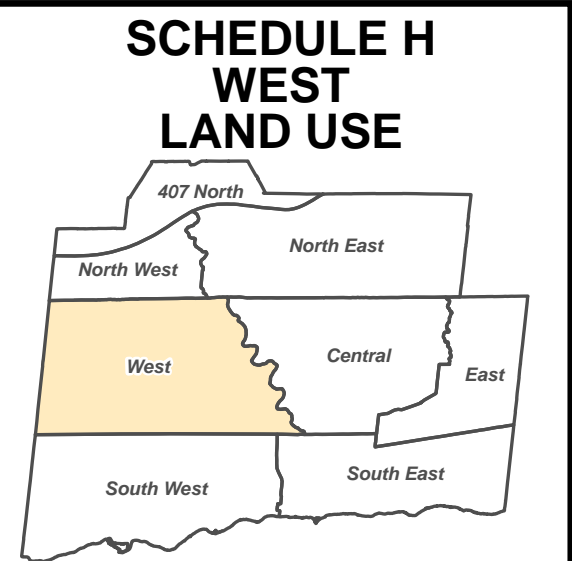 SCHEDULE H
WEST
LAND USE
407 North
North East
North West
West
Central
East
South East
South West